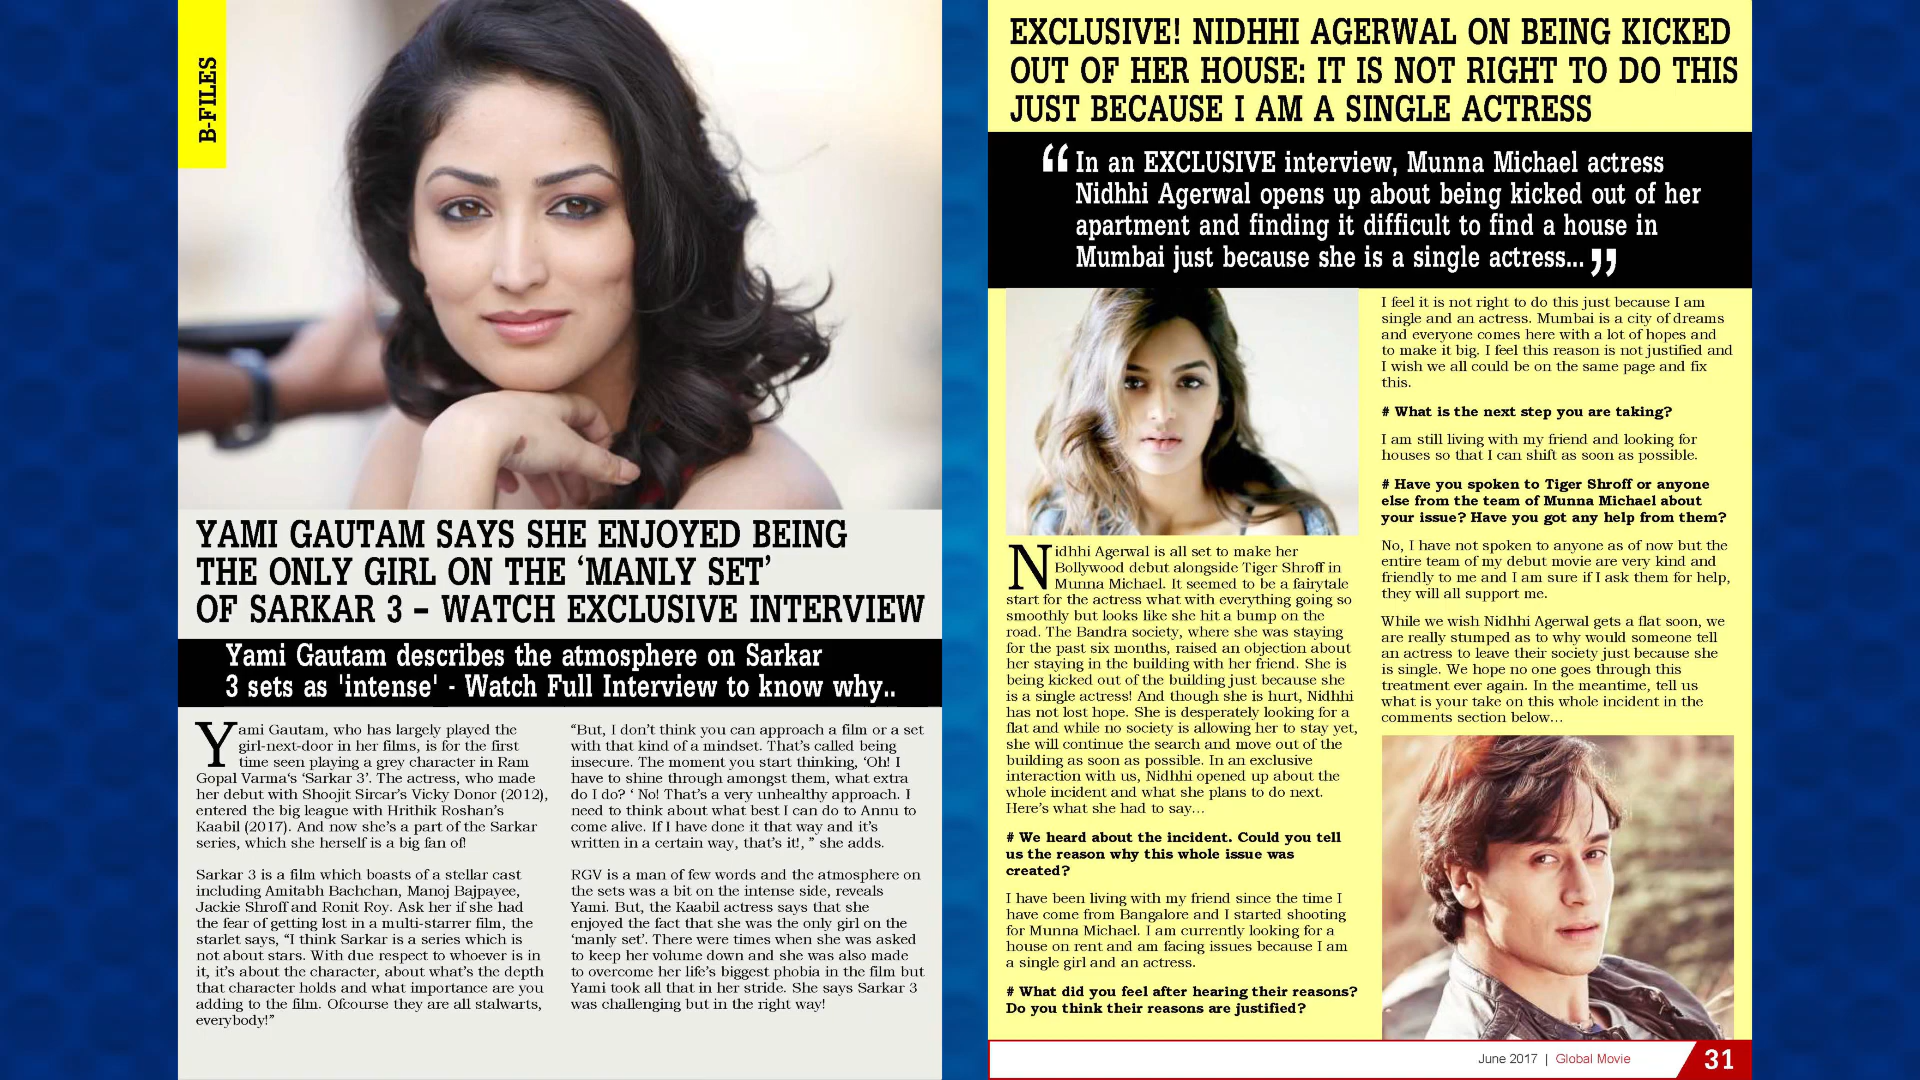 B-FILES
YAMI GAUTAM SAYS SHE ENJOYED BEING
THE ONLY GIRL ON THE ‘MANLY SET’
OF SARKAR 3 – WATCH EXCLUSIVE INTERVIEW
Yami Gautam describes the atmosphere on Sarkar
3 sets as 'intense' - Watch Full Interview to know why..
Yami Gautam, who has largely played the
girl-next-door in her films, is for the first
time seen playing a grey character in Ram
Gopal Varma‘s ‘Sarkar 3’. The actress, who made
her debut with Shoojit Sircar’s Vicky Donor (2012),
entered the big league with Hrithik Roshan’s
Kaabil (2017). And now she’s a part of the Sarkar
series, which she herself is a big fan of!
Sarkar 3 is a film which boasts of a stellar cast
including Amitabh Bachchan, Manoj Bajpayee,
Jackie Shroff and Ronit Roy. Ask her if she had
the fear of getting lost in a multi-starrer film, the
starlet says, “I think Sarkar is a series which is
not about stars. With due respect to whoever is in
it, it’s about the character, about what’s the depth
that character holds and what importance are you
adding to the film. Ofcourse they are all stalwarts,
everybody!”
“But, I don’t think you can approach a film or a set
with that kind of a mindset. That’s called being
insecure. The moment you start thinking, ‘Oh! I
have to shine through amongst them, what extra
do I do? ‘ No! That’s a very unhealthy approach. I
need to think about what best I can do to Annu to
come alive. If I have done it that way and it’s
written in a certain way, that’s it!, ” she adds.
RGV is a man of few words and the atmosphere on
the sets was a bit on the intense side, reveals
Yami. But, the Kaabil actress says that she
enjoyed the fact that she was the only girl on the
‘manly set’. There were times when she was asked
to keep her volume down and she was also made
to overcome her life’s biggest phobia in the film but
Yami took all that in her stride. She says Sarkar 3
was challenging but in the right way!
EXCLUSIVE! NIDHHI AGERWAL ON BEING KICKED
OUT OF HER HOUSE: IT IS NOT RIGHT TO DO THIS
JUST BECAUSE I AM A SINGLE ACTRESS
“In an EXCLUSIVE interview, Munna Michael actress
Nidhhi Agerwal opens up about being kicked out of her
apartment and finding it difficult to find a house in
Mumbai just because she is a single actress... ”
Nidhhi Agerwal is all set to make her
Bollywood debut alongside Tiger Shroff in
Munna Michael. It seemed to be a fairytale
start for the actress what with everything going so
smoothly but looks like she hit a bump on the
road. The Bandra society, where she was staying
for the past six months, raised an objection about
her staying in the building with her friend. She is
being kicked out of the building just because she
is a single actress! And though she is hurt, Nidhhi
has not lost hope. She is desperately looking for a
flat and while no society is allowing her to stay yet,
she will continue the search and move out of the
building as soon as possible. In an exclusive
interaction with us, Nidhhi opened up about the
whole incident and what she plans to do next.
Here’s what she had to say…
# We heard about the incident. Could you tell
us the reason why this whole issue was
created?
I have been living with my friend since the time I
have come from Bangalore and I started shooting
for Munna Michael. I am currently looking for a
house on rent and am facing issues because I am
a single girl and an actress.
# What did you feel after hearing their reasons?
Do you think their reasons are justified?
I feel it is not right to do this just because I am
single and an actress. Mumbai is a city of dreams
and everyone comes here with a lot of hopes and
to make it big. I feel this reason is not justified and
I wish we all could be on the same page and fix
this.
# What is the next step you are taking?
I am still living with my friend and looking for
houses so that I can shift as soon as possible.
# Have you spoken to Tiger Shroff or anyone
else from the team of Munna Michael about
your issue? Have you got any help from them?
No, I have not spoken to anyone as of now but the
entire team of my debut movie are very kind and
friendly to me and I am sure if I ask them for help,
they will all support me.
While we wish Nidhhi Agerwal gets a flat soon, we
are really stumped as to why would someone tell
an actress to leave their society just because she
is single. We hope no one goes through this
treatment ever again. In the meantime, tell us
what is your take on this whole incident in the
comments section below…
June 2017 | Global Movie
31